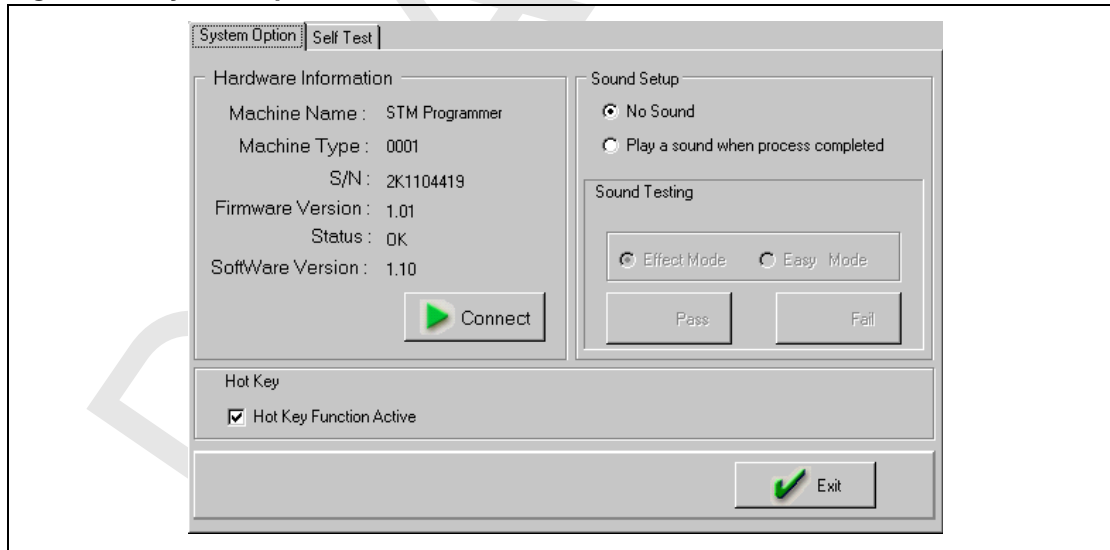 System Option Self Test
Hardware Information
Machine Name : STM Programmer
Machine Type : 0001
S/N : 2K1104419
Firmware Version : 1.01
Status : OK
SoftWare Version : 1.10
Connect
Sound Setup
No Sound
Play a sound when process completed
Sound Testing
Effect Mode Easy Mode
Pass Fail
Hot Key
Hot Key Function Active
Exit